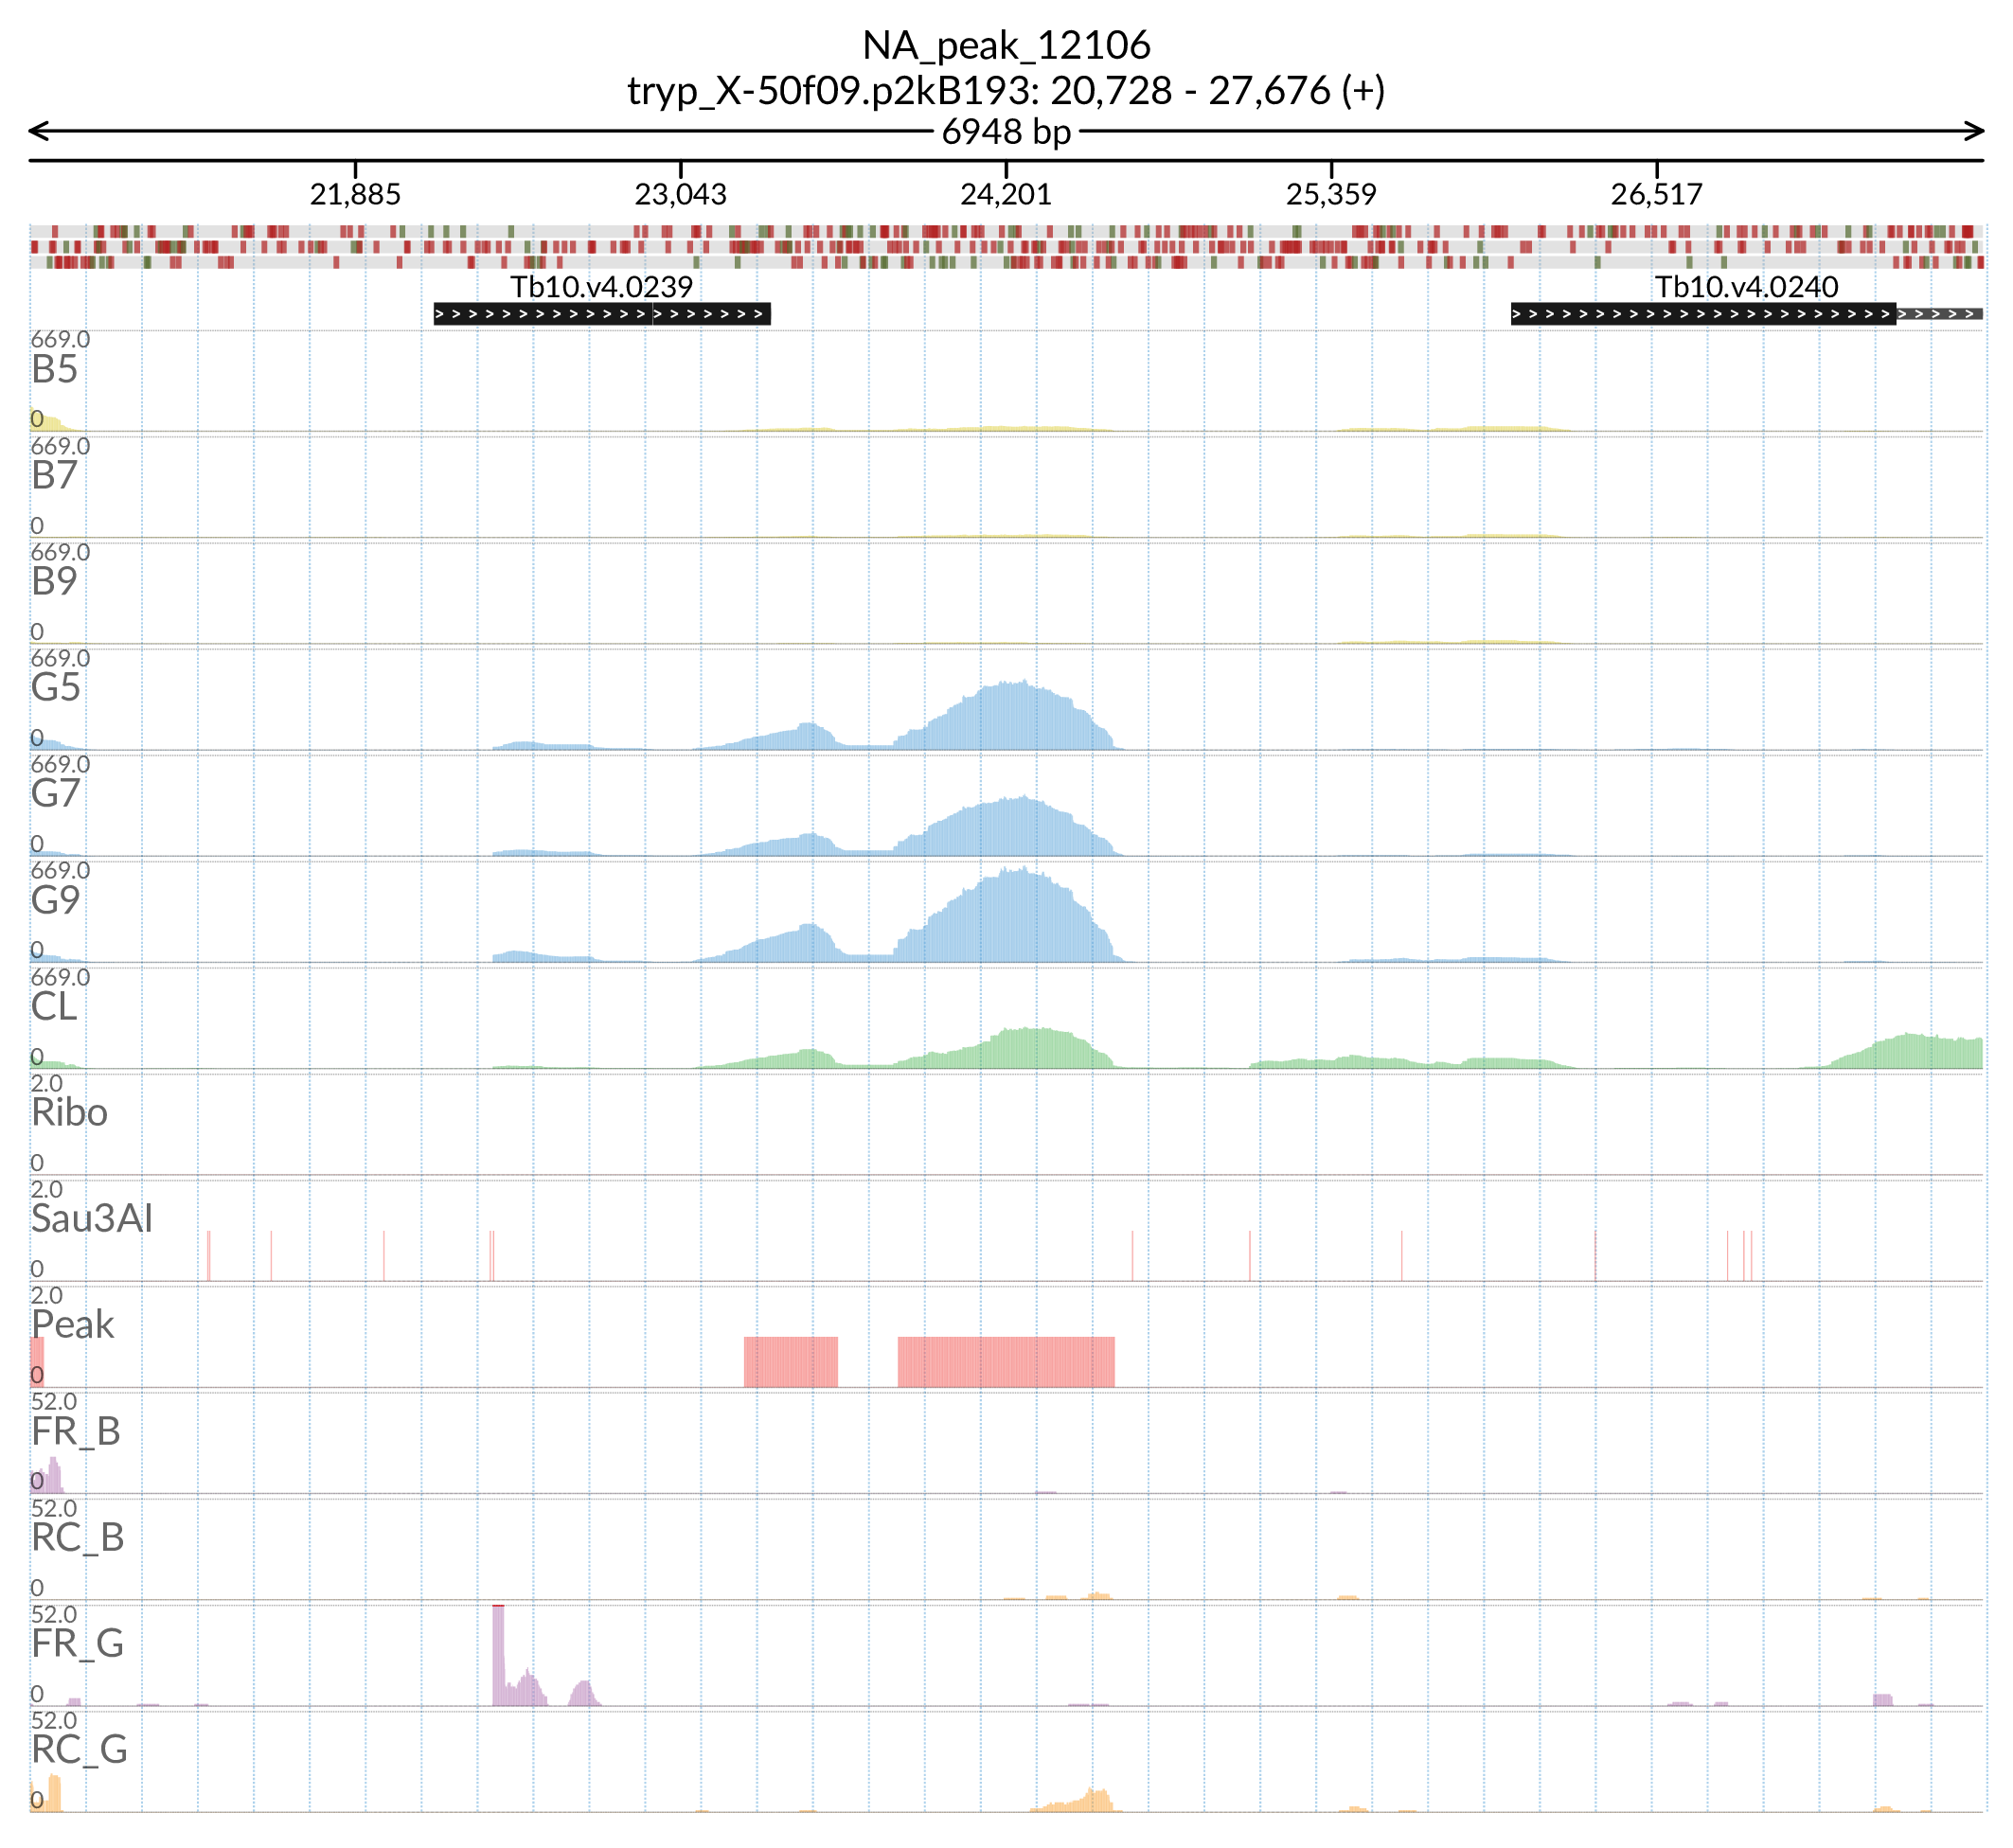 NA_peak_12106
tryp_X-50f09.p2kB193: 20,728 - 27,676 (+)
6948 bp
21,885 23,043 24,201 25,359 26,517
Tb10.v4.0239 Tb10.v4.0240
669.0
B5
0
669.0
B7
0
669.0
B9
0
669.0
G5
0
669.0
G7
0
669.0
G9
0
669.0
CL
0
2.0
Ribo
0
2.0
Sau3AI
0
2.0
Peak
0
52.0
FR_B
0
52.0
RC_B
0
52.0
FR_G
0
52.0
RC_G
0